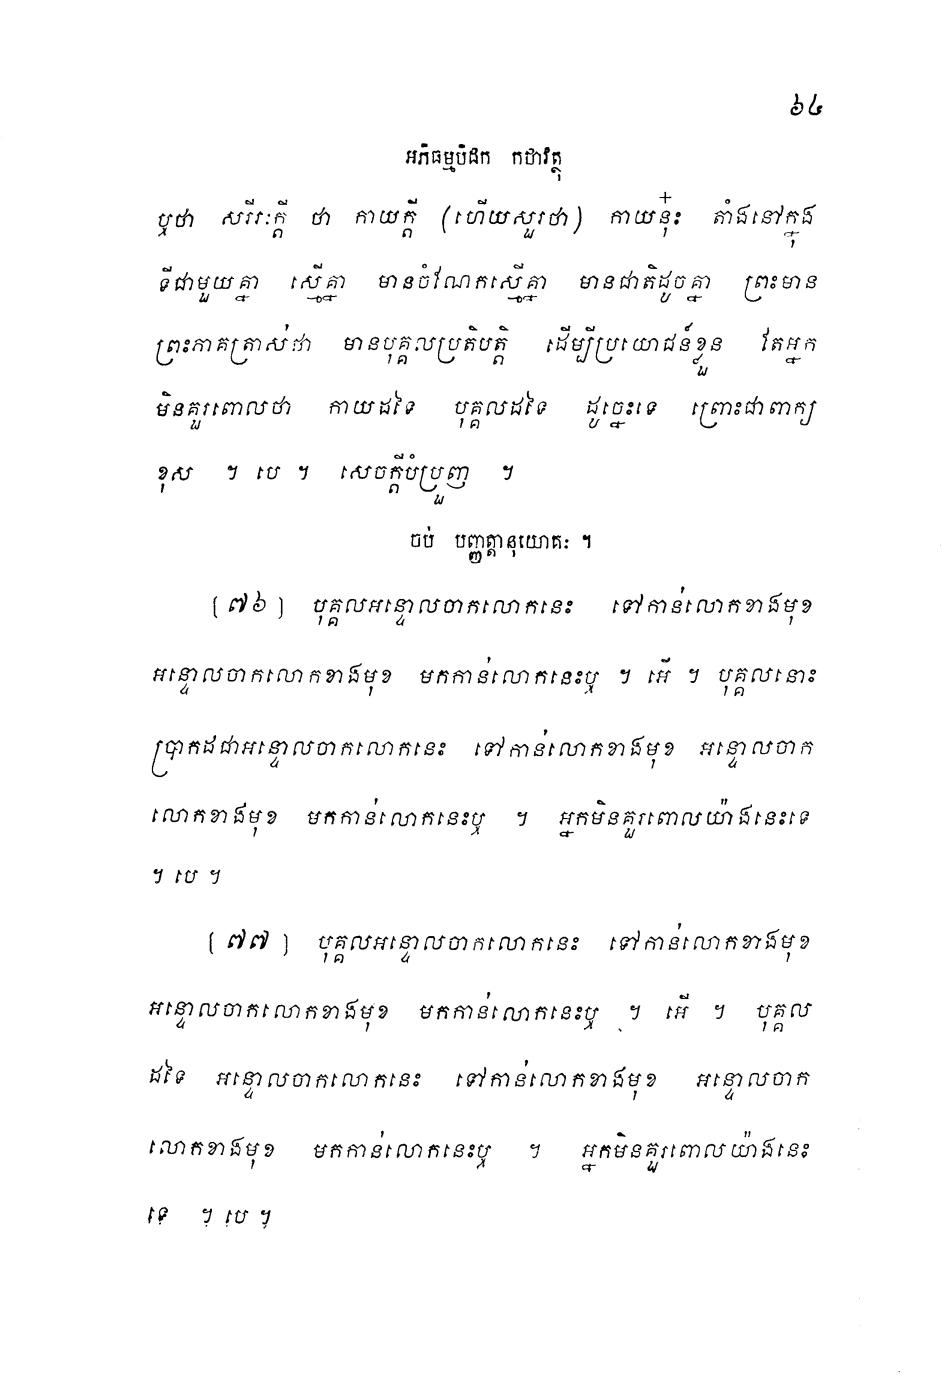 ៦៤
អភិធម្មបិដក កថាវត្ថុ
ឬថា សរីរៈក្តី ថា កាយក្តី (ហើយសួរថា) កាយនុ៎ះ តាំងនៅក្នុង
ទីជាមួយគ្នា ស្មើគ្នា មានចំណែកស្មើគ្នា មានជាតិដូចគ្នា ព្រះមាន
ព្រះភាគត្រាស់ថា មានបុគ្គលប្រតិបត្តិ ដើម្បីប្រយោជន៍ខ្លួន តែអ្នក
មិនគួរពោលថា កាយដទៃ បុគ្គលដទៃ ដូច្នេះទេ ព្រោះជាពាក្យ
ខុស ។ បេ ។ សេចក្តីបំប្រួញ ។
ចប់ បញ្ញត្តានុយោគៈ ។
(៧៦) បុគ្គលអន្ទោលចាកលោកនេះ ទៅកាន់លោកខាងមុខ
អន្ទោលចាកលោកខាងមុខ មកកាន់លោកនេះឬ ។ អើ ។ បុគ្គលនោះ
ប្រាកដជាអន្ទោលចាកលោកនេះ ទៅកាន់លោកខាងមុខ អន្ទោលចាក
លោកខាងមុខ មកកាន់លោកនេះឬ ។ អ្នកមិនគួរពោលយ៉ាងនេះទេ
។ បេ ។
(៧៧) បុគ្គលអន្ទោលចាកលោកនេះ ទៅកាន់លោកខាងមុខ
អន្ទោលចាកលោកខាងមុខ មកកាន់លោកនេះឬ ។ អើ ។ បុគ្គល
ដទៃ អន្ទោលចាកលោកនេះ ទៅកាន់លោកខាងមុខ អន្ទោលចាក
លោកខាងមុខ មកកាន់លោកនេះឬ ។ អ្នកមិនគួរពោលយ៉ាងនេះ
ទេ ។ បេ ។